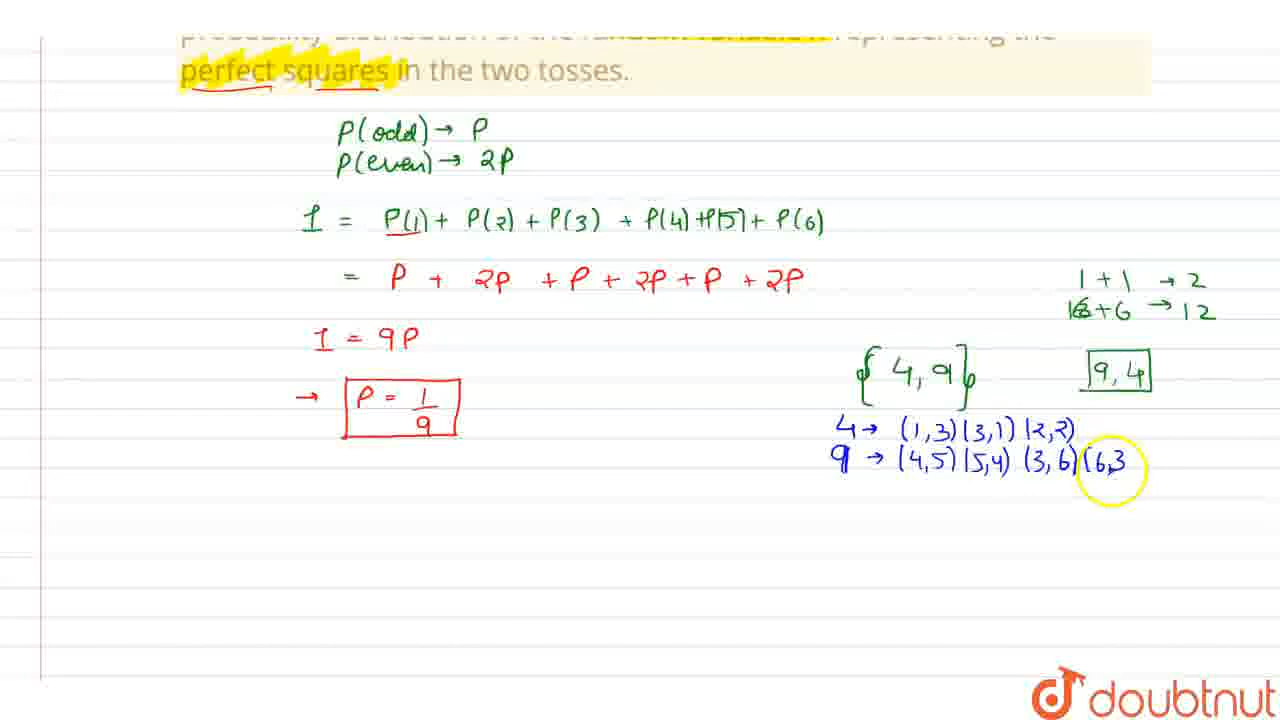 perfect squares in the two tosses.
P(odd) → P
P(even) → 2P
1 = P(1) + P(2) + P(3) + P(4) + P(5) + P(6)
= P + 2P + P + 2P + P + 2P
1 + 1 → 2
+ 6 → 12
1 = 9P
{4, 9}
9, 4
→ P = 1/9
4 → (1,3) (3,1) (2,2)
9 → (4,5) (5,4) (3,6) (6,3
doubtnut